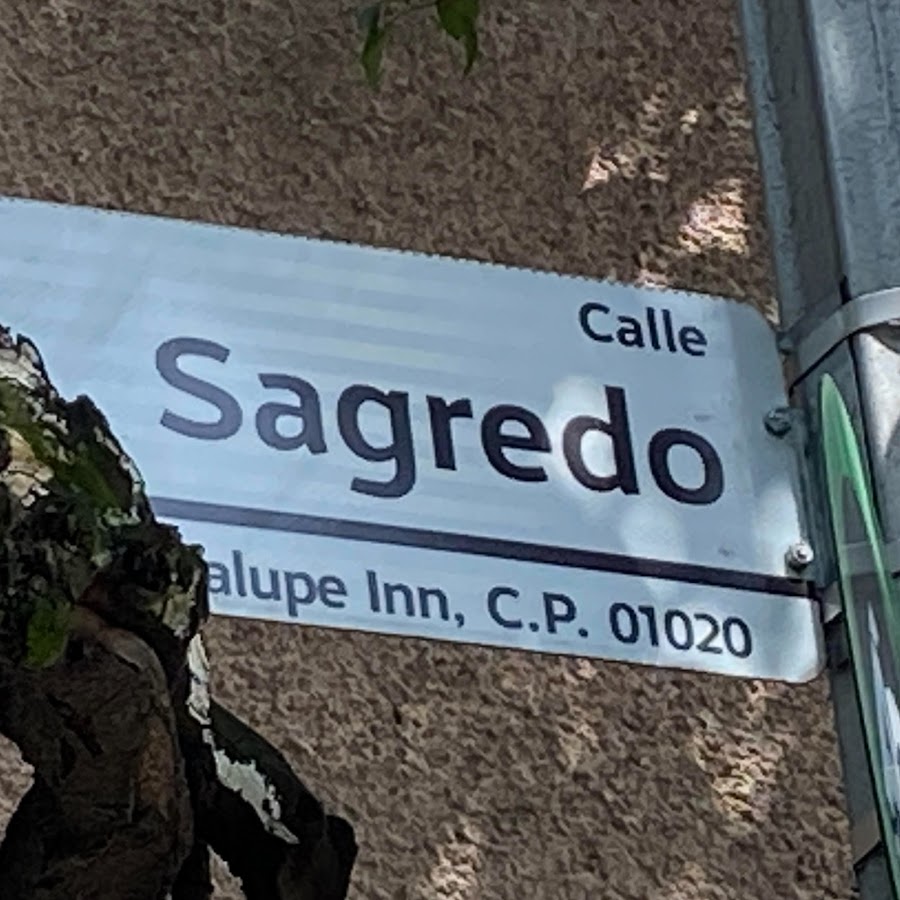 Calle
Sagredo
alupe Inn, C.P. 01020